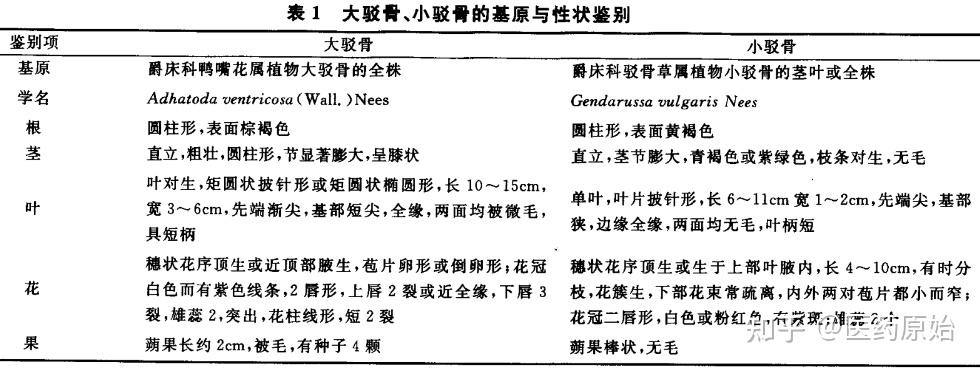 表 1 大驳骨、小驳骨的基原与性状鉴别
鉴别项 大驳骨 小驳骨
基原 爵床科鸭嘴花属植物大驳骨的全株 爵床科驳骨草属植物小驳骨的茎叶或全株
学名 Adhatoda ventricosa(Wall.)Nees Gendarussa vulgaris Nees
根 圆柱形,表面棕褐色 圆柱形,表面黄褐色
茎 直立,粗壮,圆柱形,节显著膨大,呈膝状 直立,茎节膨大,青褐色或紫绿色,枝条对生,无毛
叶 叶对生,矩圆状披针形或矩圆状椭圆形,长 10～15cm,
宽 3～6cm,先端渐尖,基部短尖,全缘,两面均被微毛,
具短柄
单叶,叶片披针形,长 6～11cm 宽 1～2cm,先端尖,基部
狭,边缘全缘,两面均无毛,叶柄短
花 穗状花序顶生或近顶部腋生,苞片卵形或倒卵形;花冠
白色而有紫色线条,2 唇形,上唇 2 裂或近全缘,下唇 3
裂,雄蕊 2,突出,花柱线形,短 2 裂
穗状花序顶生或生于上部叶腋内,长 4～10cm,有时分
枝,花簇生,下部花束常疏离,内外两对苞片都小而窄;
花冠二唇形,白色或粉红色,有紫斑;雄蕊 2
果 蒴果长约 2cm,被毛,有种子 4 颗 蒴果棒状,无毛
知乎 @医药原始